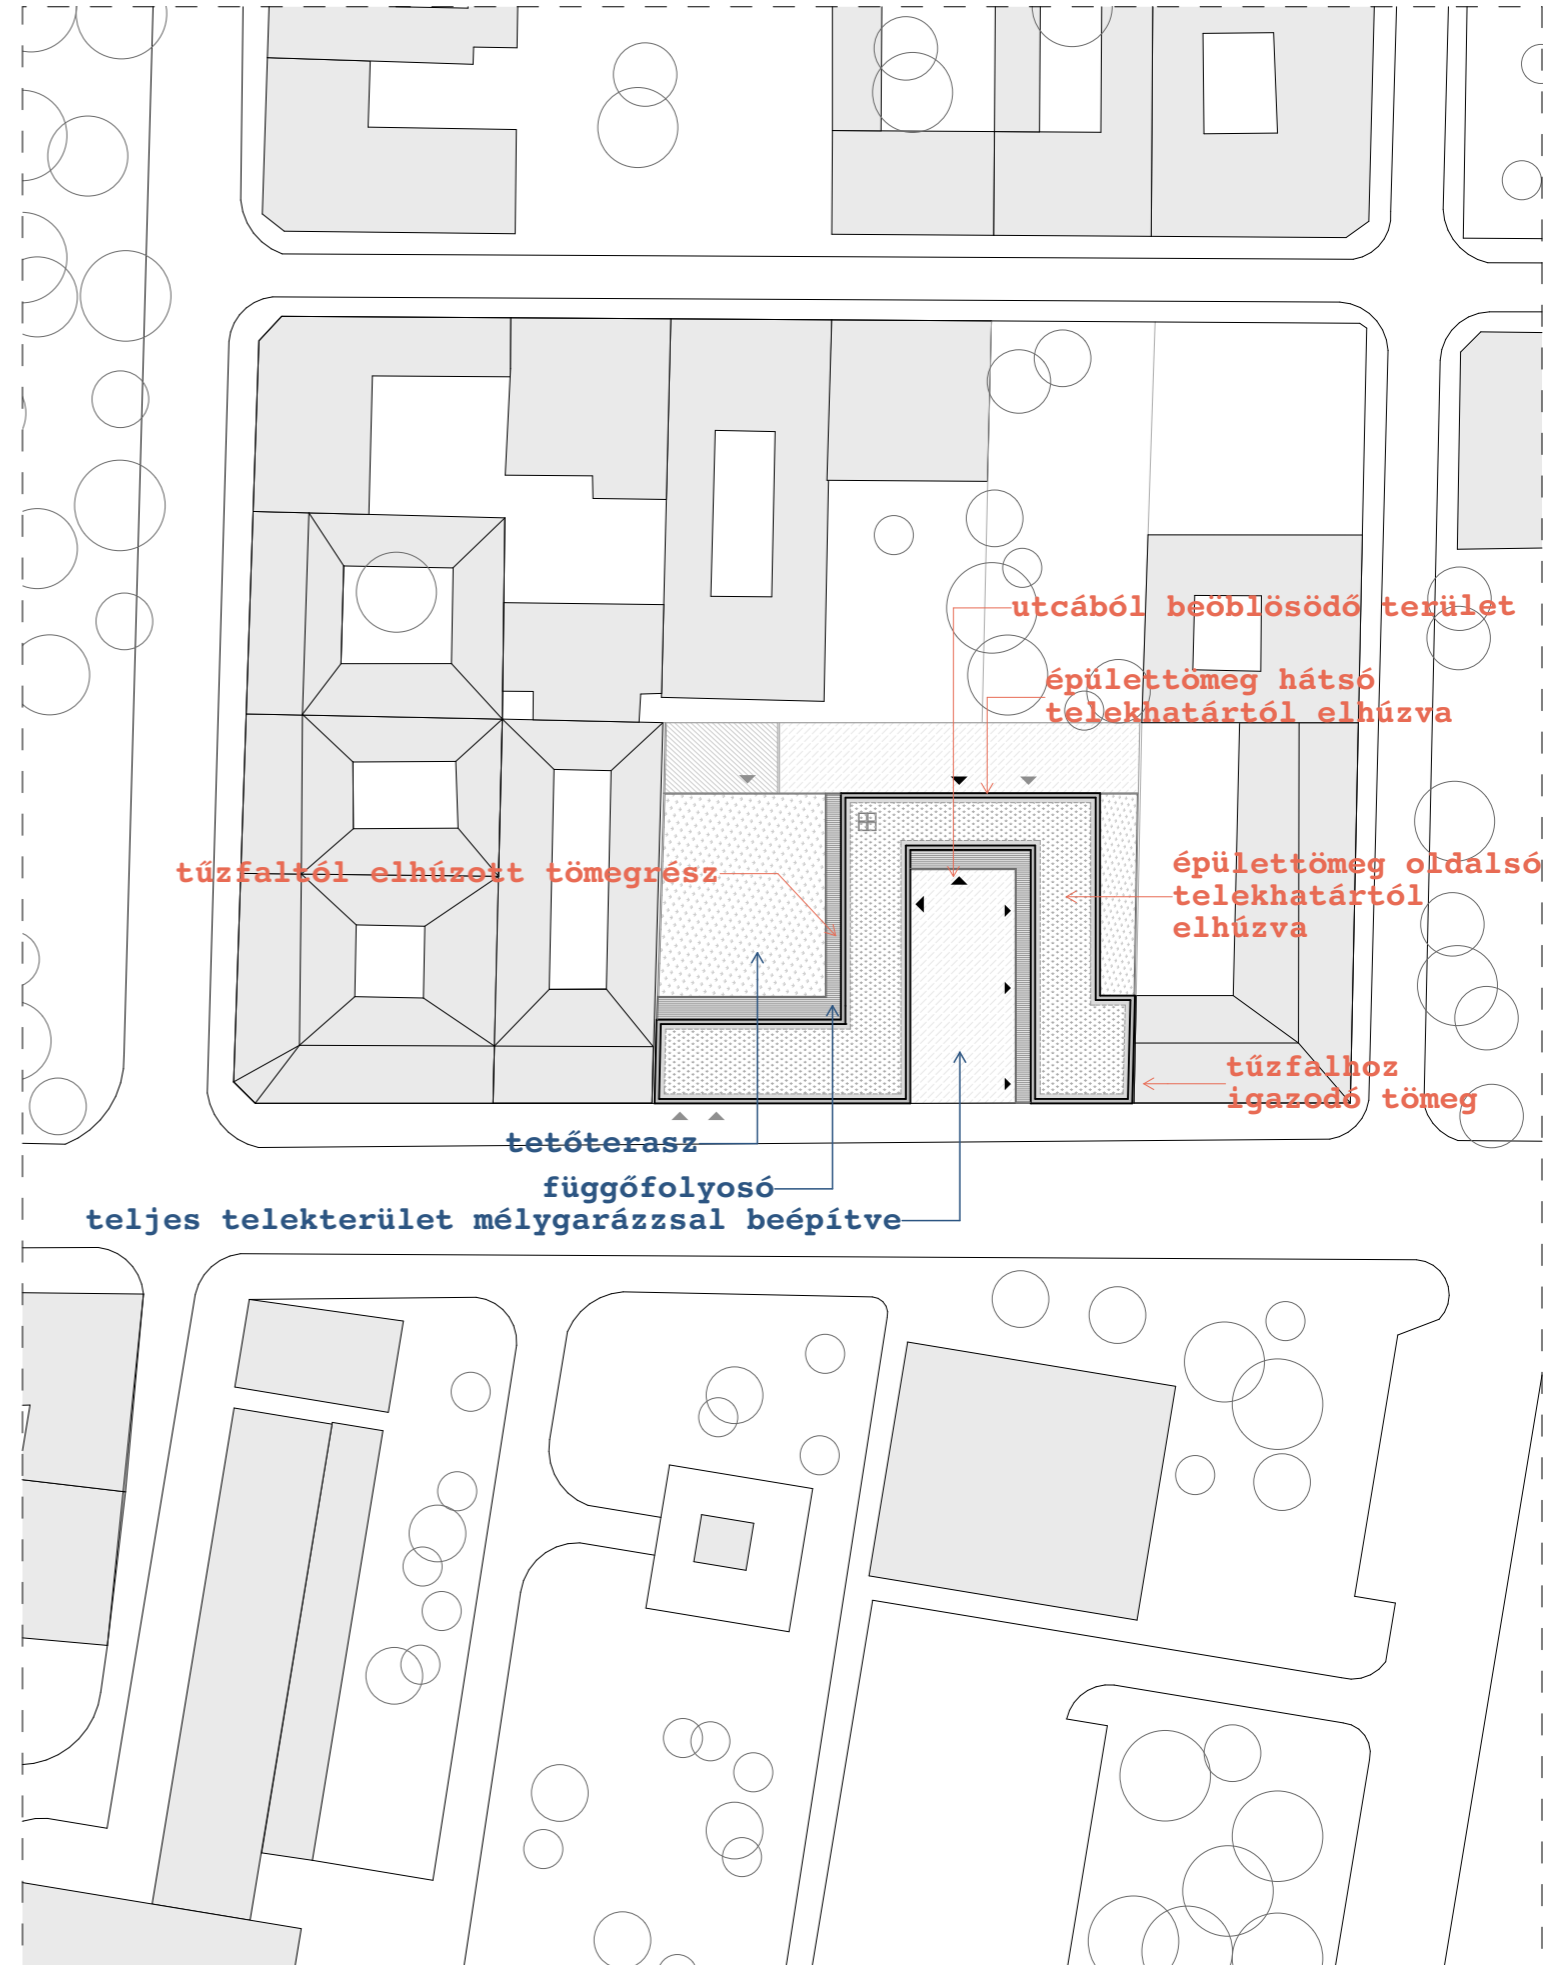 utcából beöblösödő terület
épülettömeg hátsó
telekhatártól elhúzva
tűzfaltól elhúzott tömegrész
épülettömeg oldalsó
telekhatártól
elhúzva
tűzfalhoz
igazodó tömeg
tetőterasz
függőfolyosó
teljes telekterület mélygarázzsal beépítve